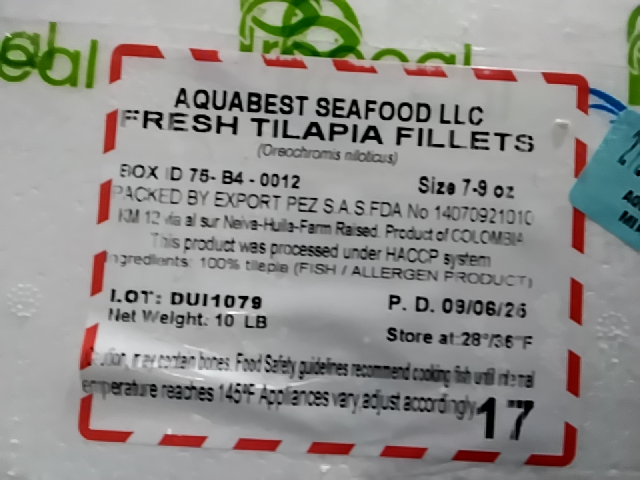 AQUABEST SEAFOOD LLC
FRESH TILAPIA FILLETS
(Oreochromis niloticus)
BOX ID 75- B4 - 0012
Size 7-9 oz
PACKED BY EXPORT PEZ S.A.S.FDA No 14070921010
KM 12 via al sur Neiva-Huila-Farm Raised. Product of COLOMBIA
This product was processed under HACCP system
Ingredients: 100% tilapia (FISH / ALLERGEN PRODUCT)
LOT: DUI1079
P. D. 09/06/25
Net Weight: 10 LB
Store at:28°/36°F
Caution, may contain bones. Food Safety guidelines recommend cooking fish until internal
temperature reaches 145°F Appliances vary, adjust accordingly
17